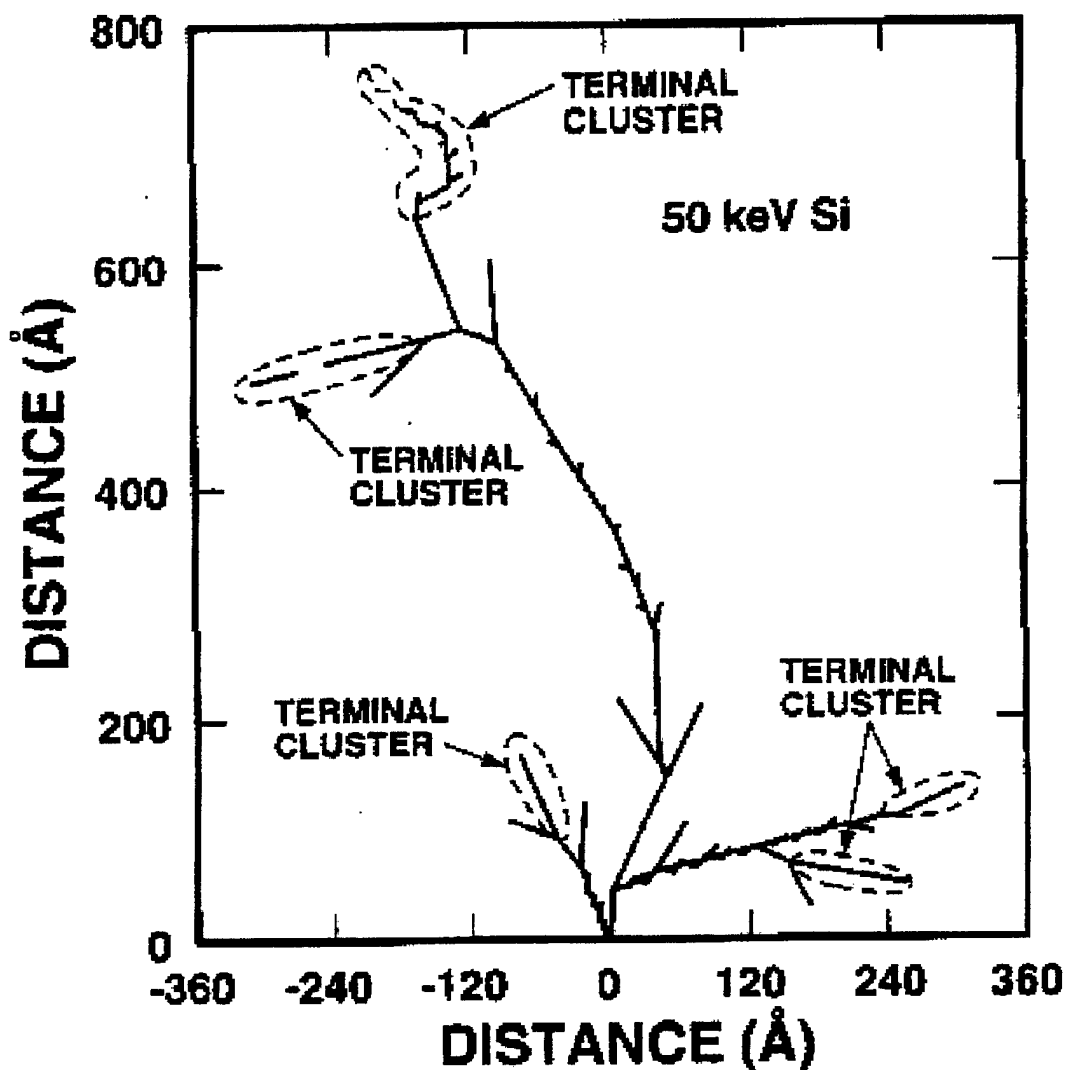 800
TERMINAL
CLUSTER
50 keV Si
600
TERMINAL
CLUSTER
400
TERMINAL
CLUSTER
TERMINAL
CLUSTER
200
0
-360 -240 -120 0 120 240 360
DISTANCE (Å)
DISTANCE (Å)